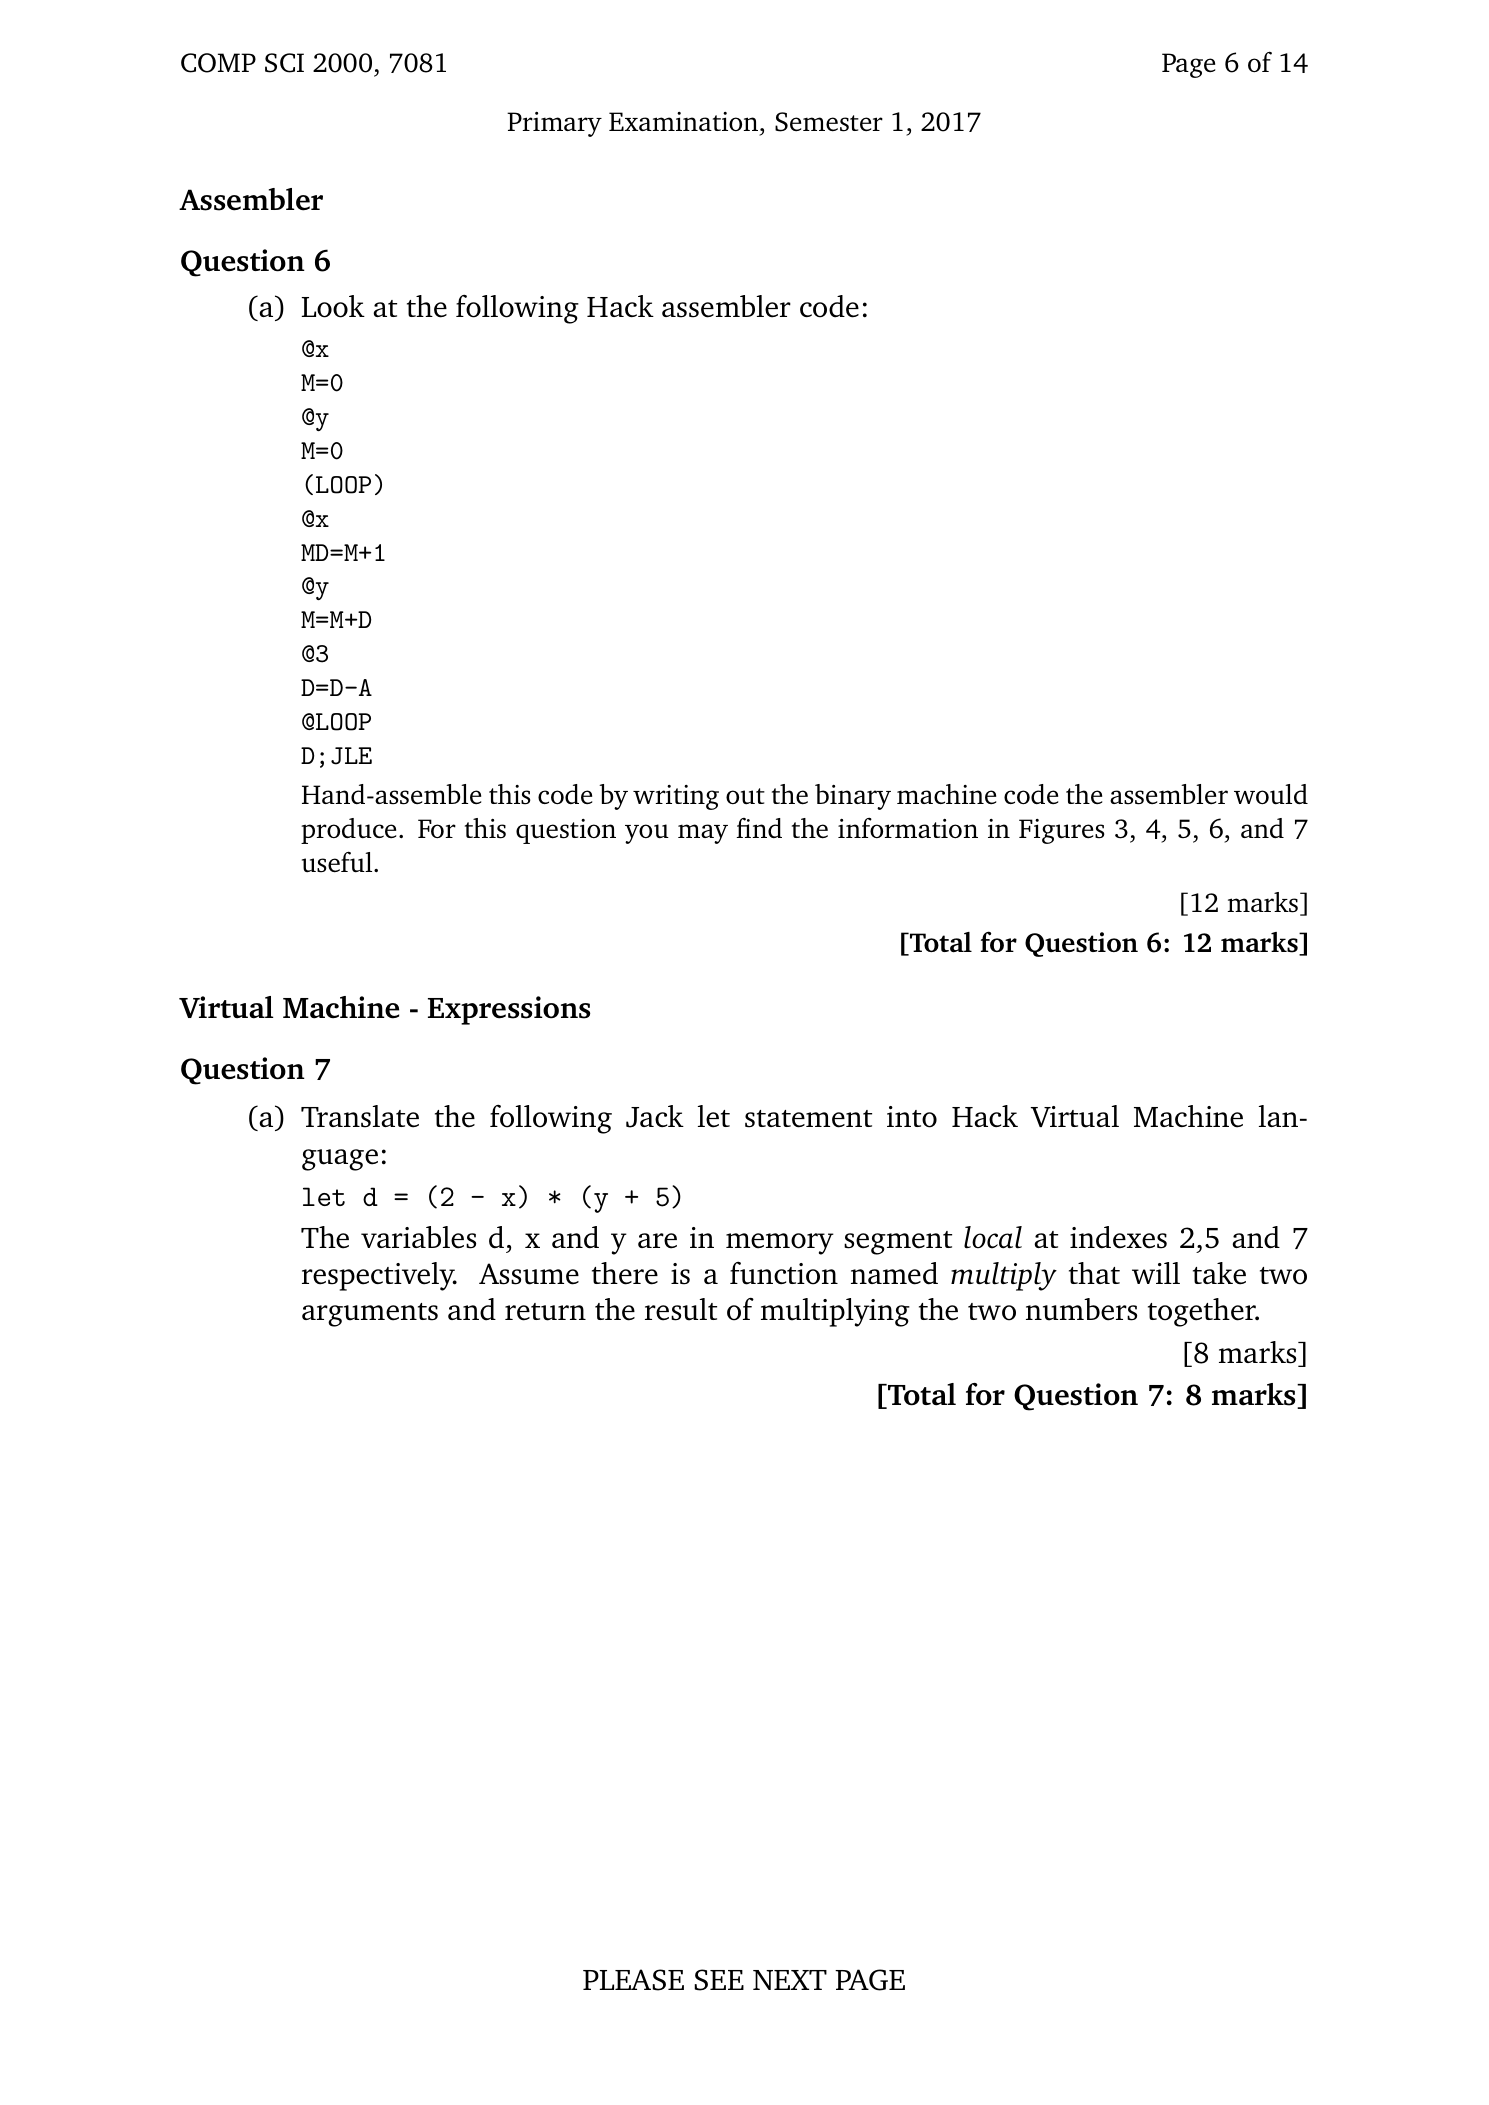 COMP SCI 2000, 7081
Page 6 of 14
Primary Examination, Semester 1, 2017
Assembler
Question 6
(a) Look at the following Hack assembler code:
@x
M=0
@y
M=0
(LOOP)
@x
MD=M+1
@y
M=M+D
@3
D=D-A
@LOOP
D;JLE
Hand-assemble this code by writing out the binary machine code the assembler would
produce. For this question you may find the information in Figures 3, 4, 5, 6, and 7
useful.
[12 marks]
[Total for Question 6: 12 marks]
Virtual Machine - Expressions
Question 7
(a) Translate the following Jack let statement into Hack Virtual Machine lan-
guage:
let d = (2 - x) * (y + 5)
The variables d, x and y are in memory segment local at indexes 2,5 and 7
respectively. Assume there is a function named multiply that will take two
arguments and return the result of multiplying the two numbers together.
[8 marks]
[Total for Question 7: 8 marks]
PLEASE SEE NEXT PAGE